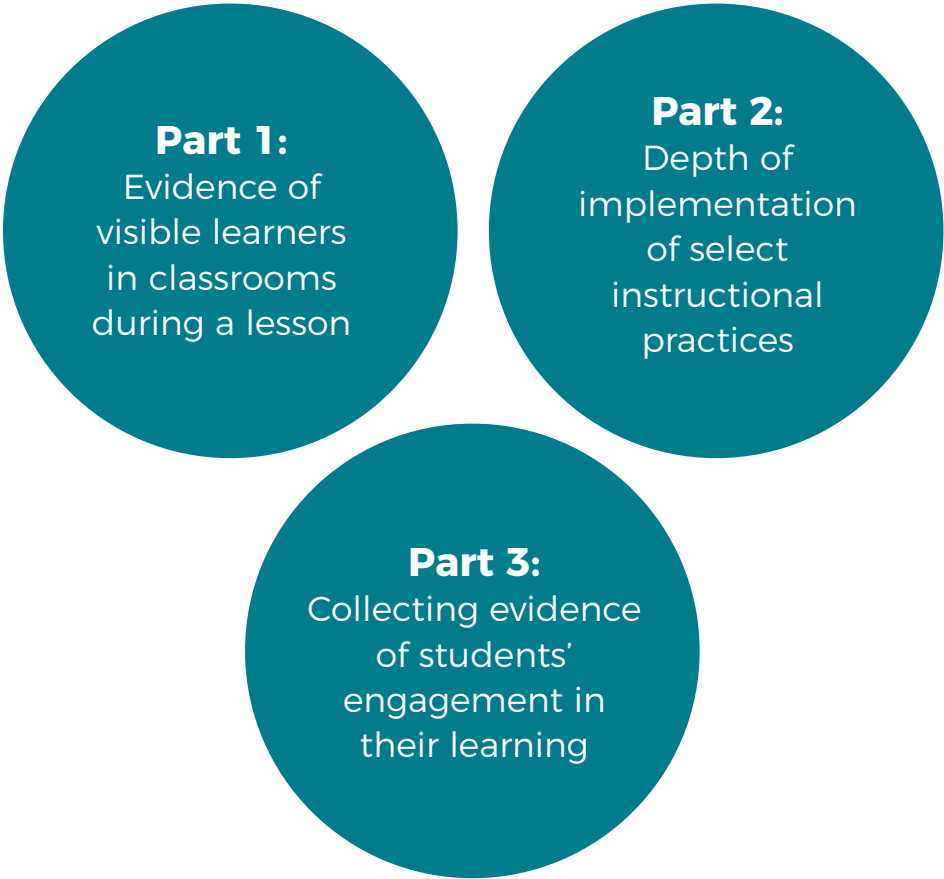 Part 1:
Evidence of
visible learners
in classrooms
during a lesson
Part 2:
Depth of
implementation
of select
instructional
practices
Part 3:
Collecting evidence
of students’
engagement in
their learning